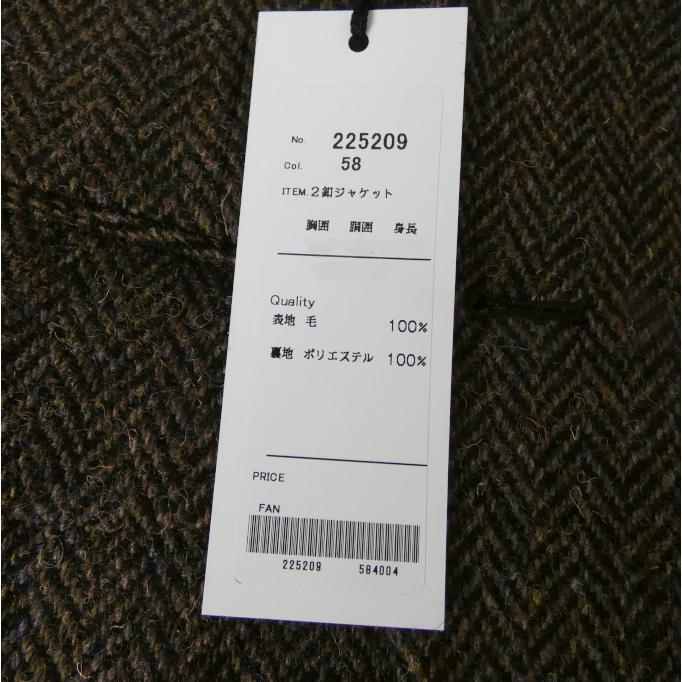 No. 225209
Col. 58
ITEM. 2釦ジャケット
胸囲 胴囲 身長
Quality
表地 毛 100%
裏地 ポリエステル 100%
PRICE
FAN
225209 584004